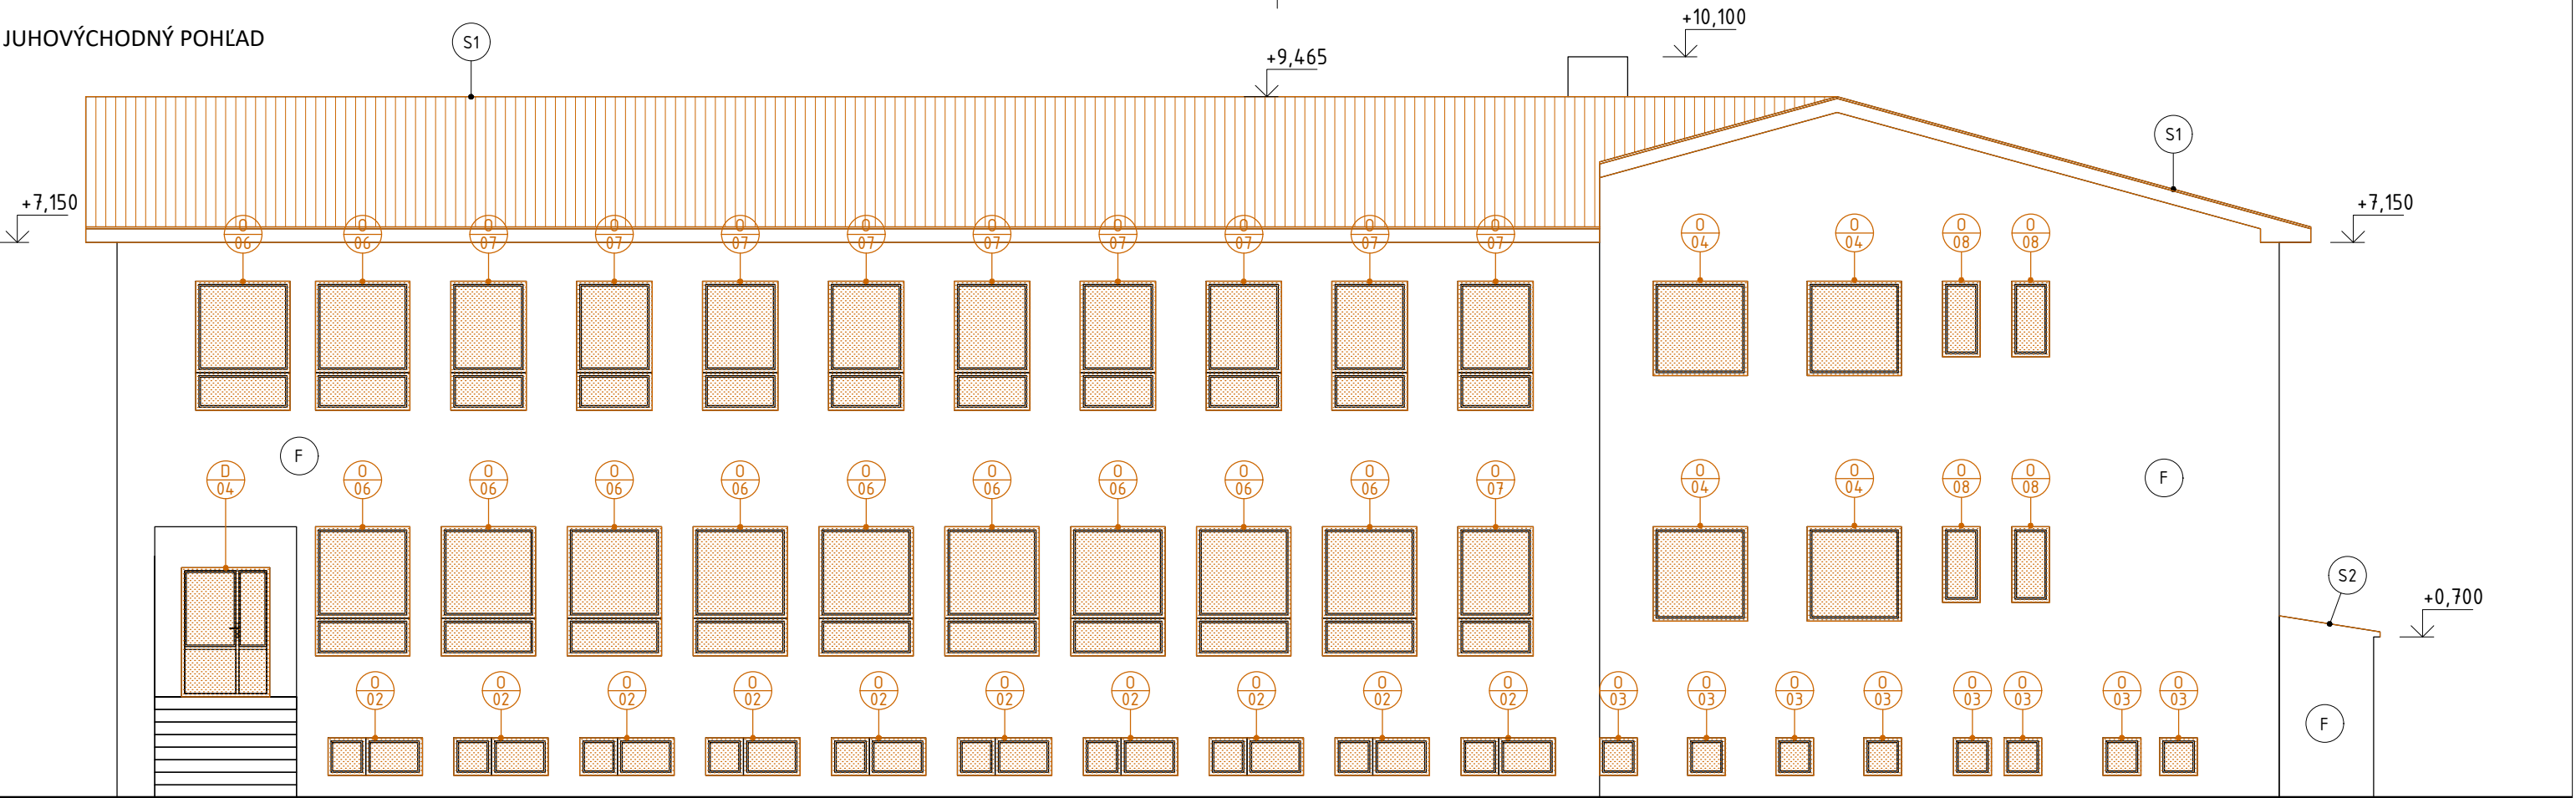 +10,100
JUHOVÝCHODNÝ POHĽAD
S1
+9,465
S1
+7,150
+7,150
O O O O O O O O O O O O O O O
06 06 07 07 07 07 07 07 07 07 07 04 04 08 08
F
D O O O O O O O O O O O O O O
04 06 06 06 06 06 06 06 06 06 07 04 04 08 08
F
S2
+0,700
O O O O O O O O O O O O O O O O O O
02 02 02 02 02 02 02 02 02 02 03 03 03 03 03 03 03 03
F